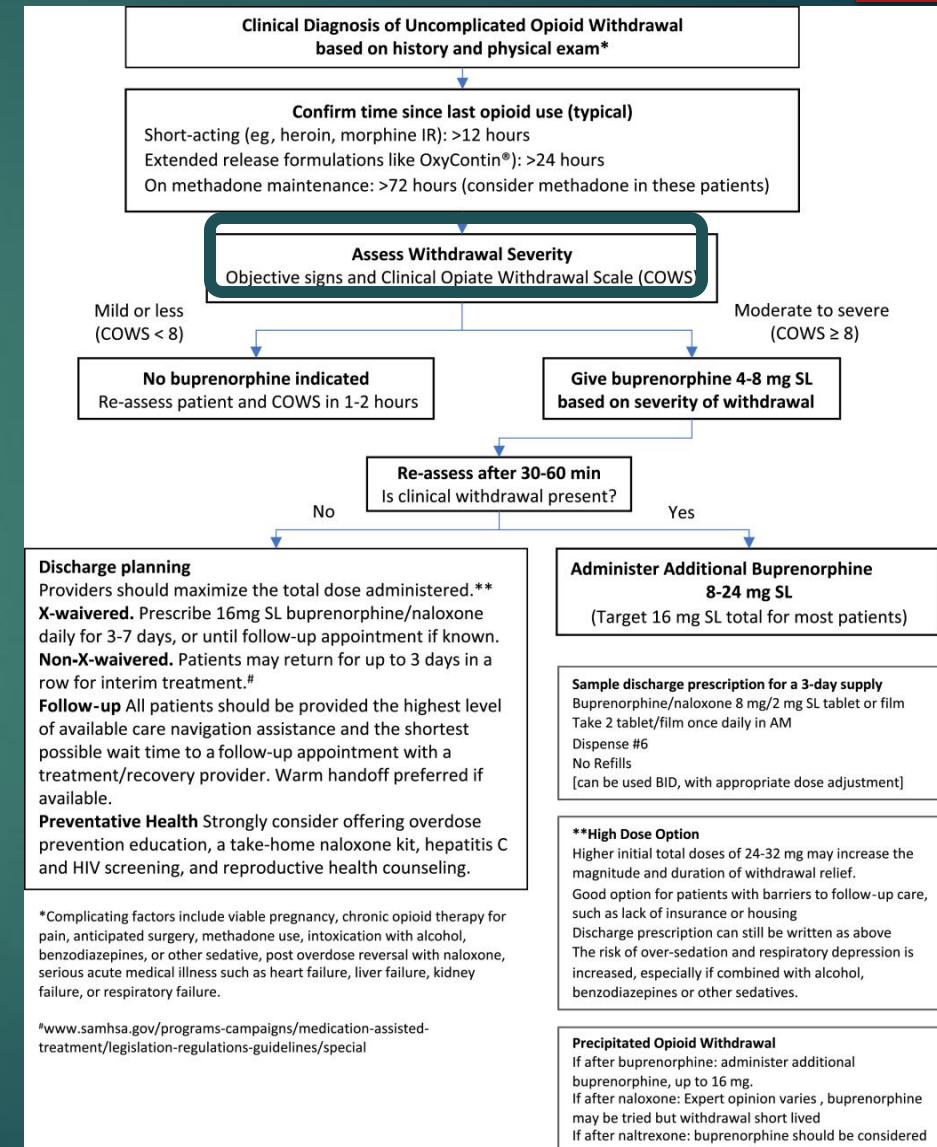 Clinical Diagnosis of Uncomplicated Opioid Withdrawal
based on history and physical exam*
Confirm time since last opioid use (typical)
Short-acting (eg, heroin, morphine IR): >12 hours
Extended release formulations like OxyContin®): >24 hours
On methadone maintenance: >72 hours (consider methadone in these patients)
Assess Withdrawal Severity
Objective signs and Clinical Opiate Withdrawal Scale (COWS)
Mild or less
(COWS < 8)
Moderate to severe
(COWS ≥ 8)
No buprenorphine indicated
Re-assess patient and COWS in 1-2 hours
Give buprenorphine 4-8 mg SL
based on severity of withdrawal
Re-assess after 30-60 min
Is clinical withdrawal present?
No
Yes
Discharge planning
Providers should maximize the total dose administered.**
X-waivered. Prescribe 16mg SL buprenorphine/naloxone
daily for 3-7 days, or until follow-up appointment if known.
Non-X-waivered. Patients may return for up to 3 days in a
row for interim treatment.#
Follow-up All patients should be provided the highest level
of available care navigation assistance and the shortest
possible wait time to a follow-up appointment with a
treatment/recovery provider. Warm handoff preferred if
available.
Preventative Health Strongly consider offering overdose
prevention education, a take-home naloxone kit, hepatitis C
and HIV screening, and reproductive health counseling.
*Complicating factors include viable pregnancy, chronic opioid therapy for
pain, anticipated surgery, methadone use, intoxication with alcohol,
benzodiazepines, or other sedative, post overdose reversal with naloxone,
serious acute medical illness such as heart failure, liver failure, kidney
failure, or respiratory failure.
#www.samhsa.gov/programs-campaigns/medication-assisted-
treatment/legislation-regulations-guidelines/special
Administer Additional Buprenorphine
8-24 mg SL
(Target 16 mg SL total for most patients)
Sample discharge prescription for a 3-day supply
Buprenorphine/naloxone 8 mg/2 mg SL tablet or film
Take 2 tablet/film once daily in AM
Dispense #6
No Refills
[can be used BID, with appropriate dose adjustment]
**High Dose Option
Higher initial total doses of 24-32 mg may increase the
magnitude and duration of withdrawal relief.
Good option for patients with barriers to follow-up care,
such as lack of insurance or housing
Discharge prescription can still be written as above
The risk of over-sedation and respiratory depression is
increased, especially if combined with alcohol,
benzodiazepines or other sedatives.
Precipitated Opioid Withdrawal
If after buprenorphine: administer additional
buprenorphine, up to 16 mg.
If after naloxone: Expert opinion varies , buprenorphine
may be tried but withdrawal short lived
If after naltrexone: buprenorphine should be considered